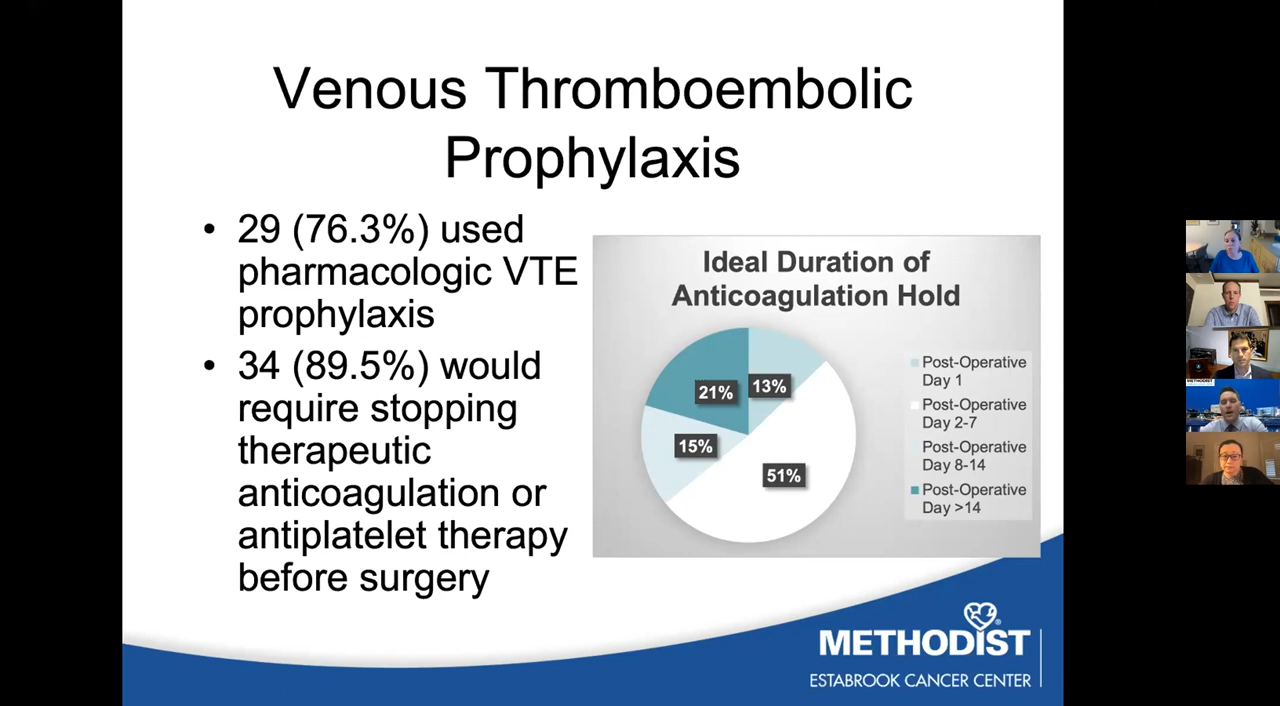 Venous Thromboembolic
Prophylaxis
• 29 (76.3%) used
pharmacologic VTE
prophylaxis
• 34 (89.5%) would
require stopping
therapeutic
anticoagulation or
antiplatelet therapy
before surgery
Ideal Duration of
Anticoagulation Hold
21%
13%
15%
51%
Post-Operative
Day 1
Post-Operative
Day 2-7
Post-Operative
Day 8-14
Post-Operative
Day >14
METHODIST
ESTABROOK CANCER CENTER
METHODIST